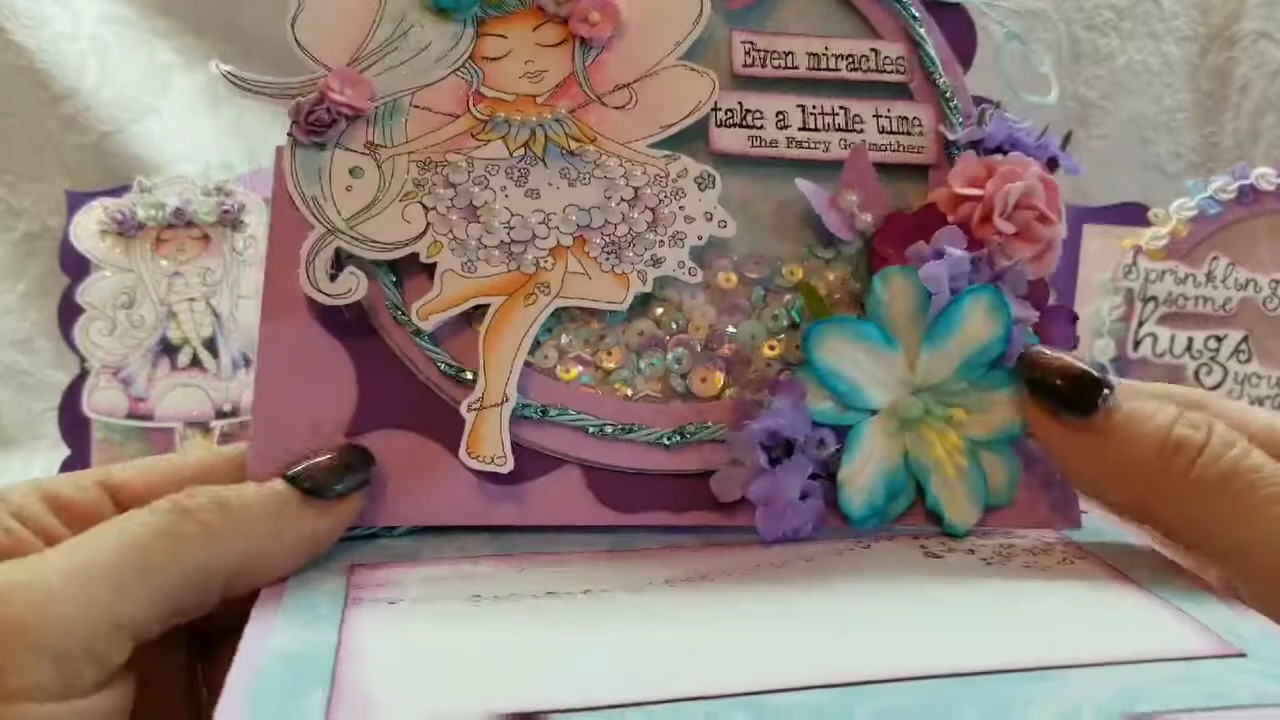 Even miracles
take a little time
The Fairy Godmother
Sprinkling
some
hugs